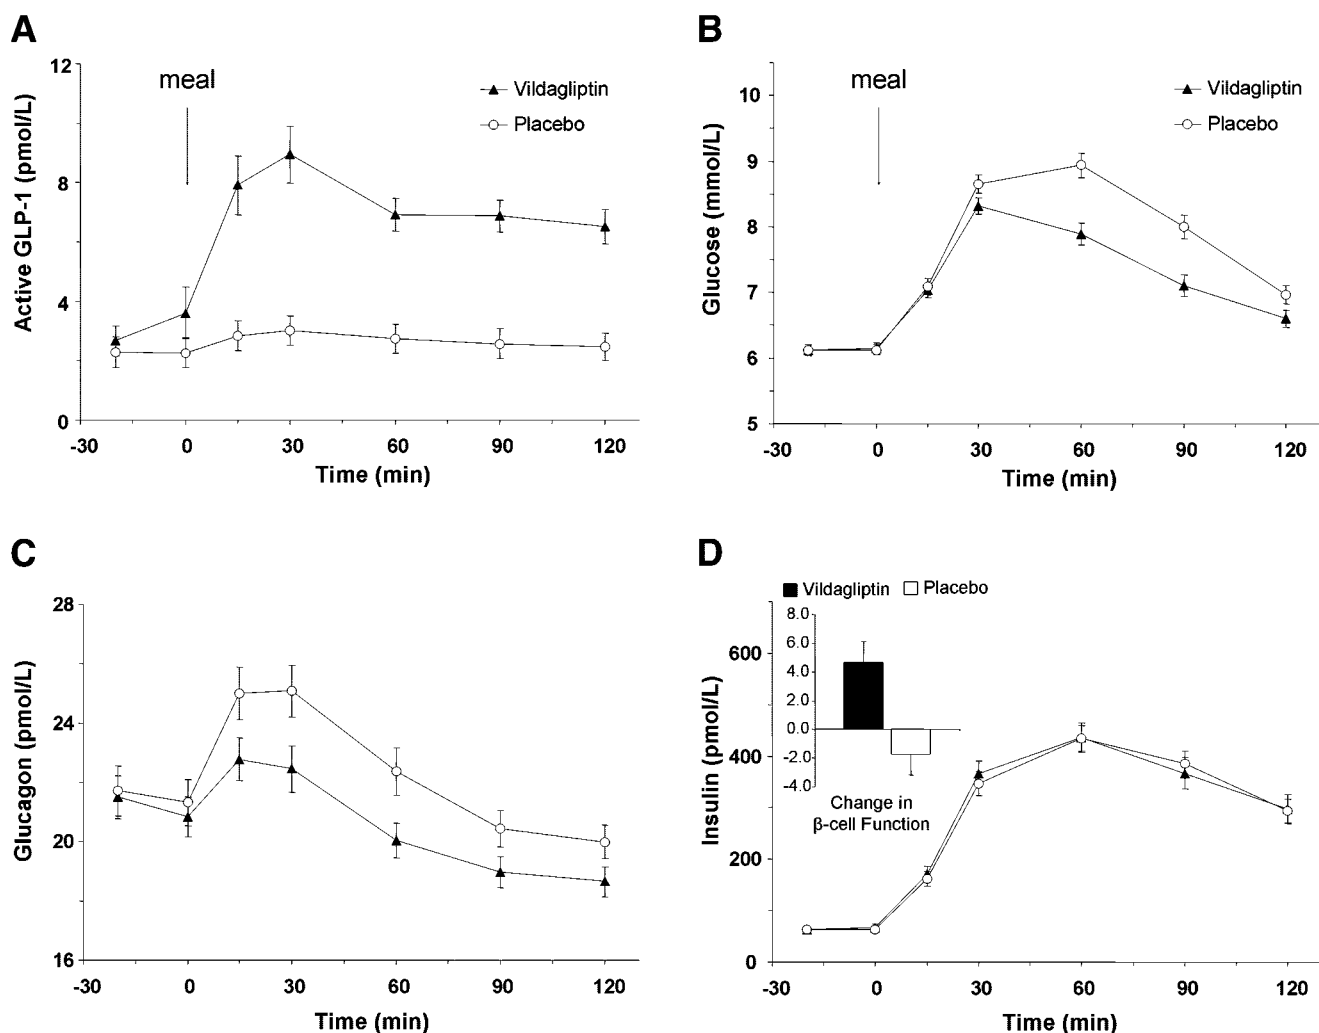 A
meal
Vildagliptin
Placebo
Active GLP-1 (pmol/L)
12
8
4
0
-30 0 30 60 90 120
Time (min)
B
meal
Vildagliptin
Placebo
Glucose (mmol/L)
10
9
8
7
6
5
-30 0 30 60 90 120
Time (min)
C
Glucagon (pmol/L)
28
24
20
16
-30 0 30 60 90 120
Time (min)
D
Vildagliptin Placebo
Insulin (pmol/L)
600
400
200
0
8.0
6.0
4.0
2.0
0.0
-2.0
-4.0
Change in
β-cell Function
-30 0 30 60 90 120
Time (min)